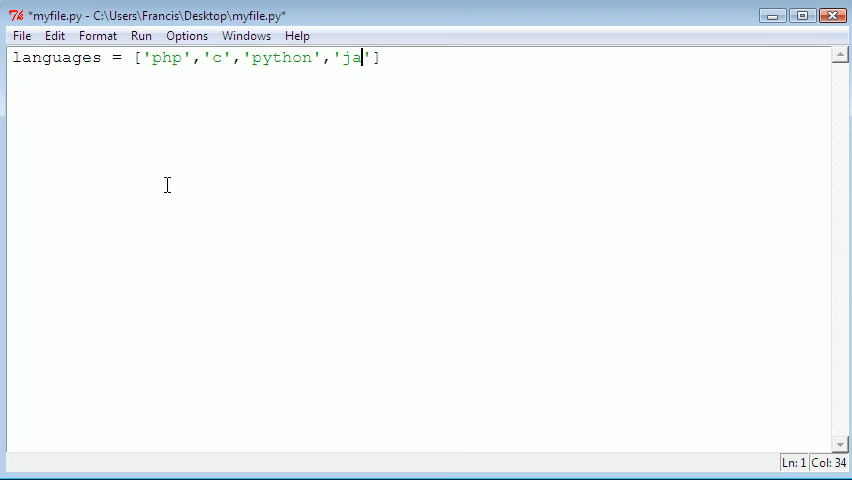 *myfile.py - C:\Users\Francis\Desktop\myfile.py*
File Edit Format Run Options Windows Help
languages = ['php','c','python','ja']
Ln: 1 Col: 34